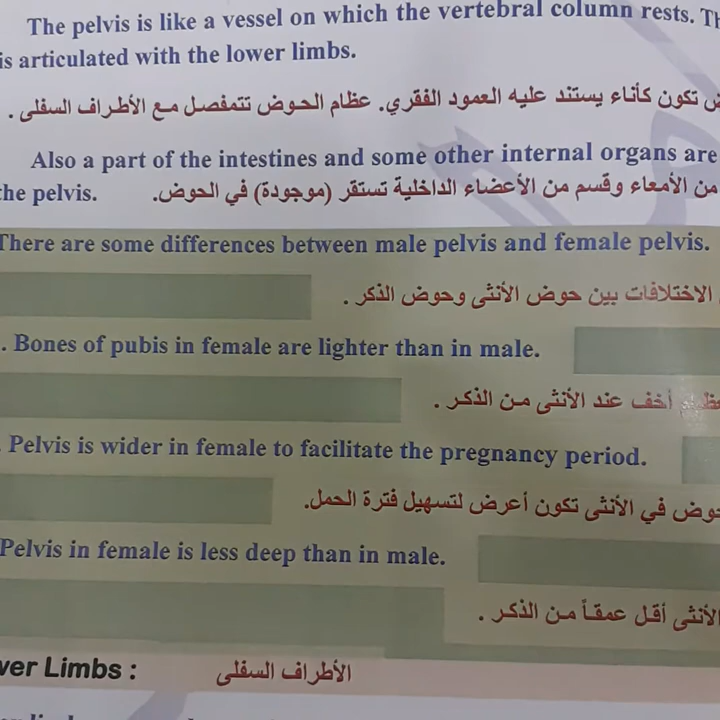 The pelvis is like a vessel on which the vertebral column rests.
is articulated with the lower limbs.
تكون كأناء يستند عليه العمود الفقري. عظام الحوض تتمفصل مع الأطراف السفلى .
Also a part of the intestines and some other internal organs are
the pelvis. من الأمعاء وقسم من الأعضاء الداخلية تستقر (موجودة) في الحوض.
There are some differences between male pelvis and female pelvis.
الاختلافات بين حوض الأنثى وحوض الذكر .
. Bones of pubis in female are lighter than in male.
أخف عند الأنثى من الذكر .
Pelvis is wider in female to facilitate the pregnancy period.
حوض في الأنثى تكون أعرض لتسهيل فترة الحمل.
Pelvis in female is less deep than in male.
الأنثى أقل عمقاً من الذكر .
wer Limbs : الأطراف السفلى